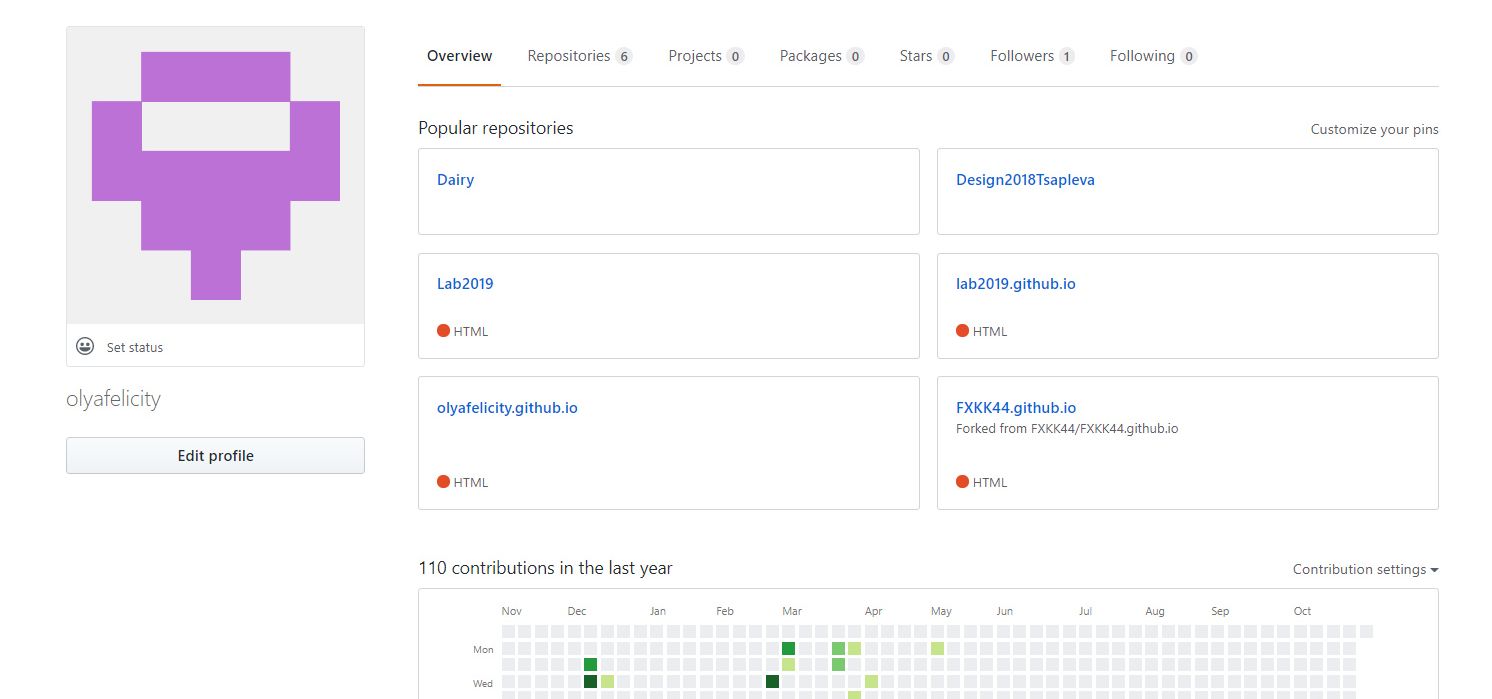 Overview Repositories 6 Projects 0 Packages 0 Stars 0 Followers 1 Following 0
Popular repositories Customize your pins
Dairy
Design2018Tsapleva
Lab2019
HTML
lab2019.github.io
HTML
olyafelicity.github.io
HTML
FXKK44.github.io
Forked from FXKK44/FXKK44.github.io
HTML
Set status
olyafelicity
Edit profile
110 contributions in the last year Contribution settings
Nov Dec Jan Feb Mar Apr May Jun Jul Aug Sep Oct
Mon
Wed